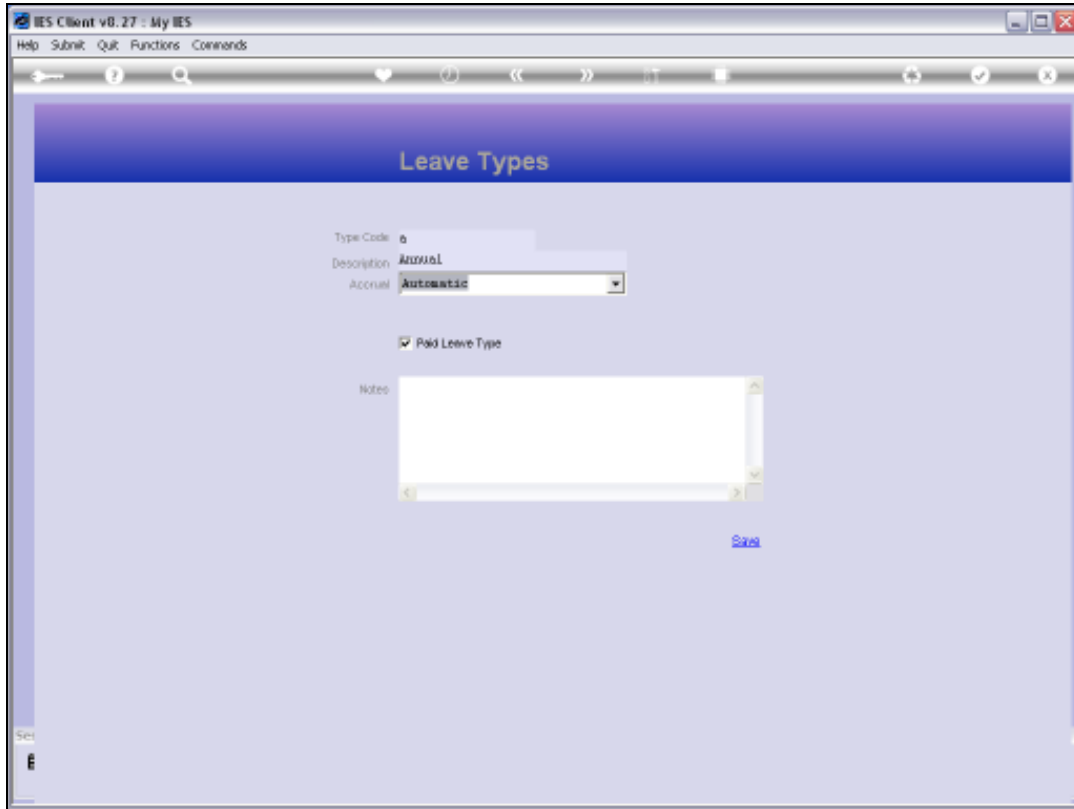 IES Client v8.27 : My IES
Help Submit Quit Functions Commands
Leave Types
Type Code
Description Annual
Accrual Automatic
Paid Leave Type
Notes
Save